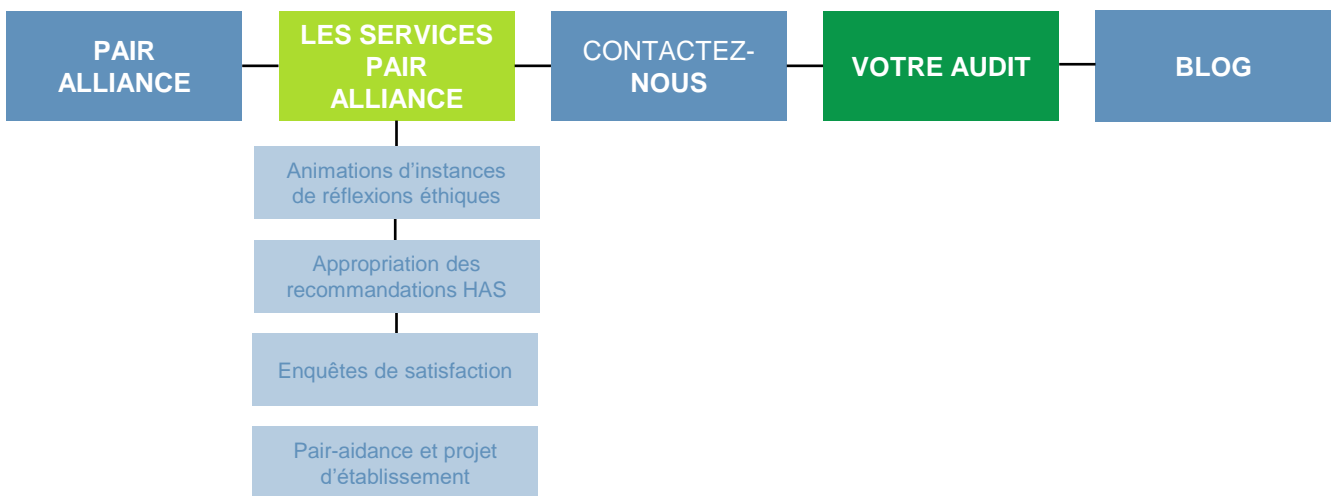 PAIR
ALLIANCE
LES SERVICES
PAIR
ALLIANCE
CONTACTEZ-
NOUS
VOTRE AUDIT
BLOG
Animations d’instances
de réflexions éthiques
Appropriation des
recommandations HAS
Enquêtes de satisfaction
Pair-aidance et projet
d’établissement